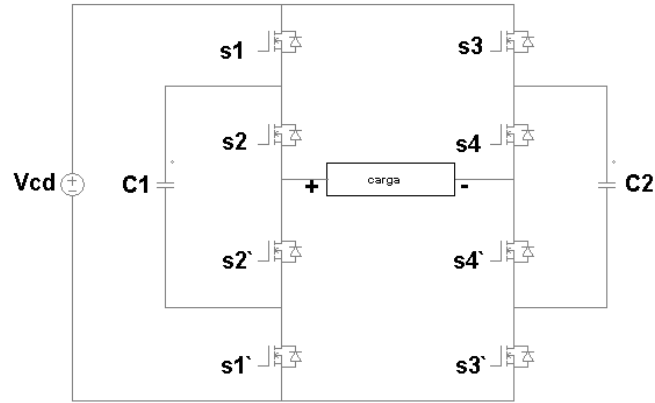 s1
s3
s2
s4
Vcd
+
-
C1
+
carga
-
C2
s2`
s4`
s1`
s3`